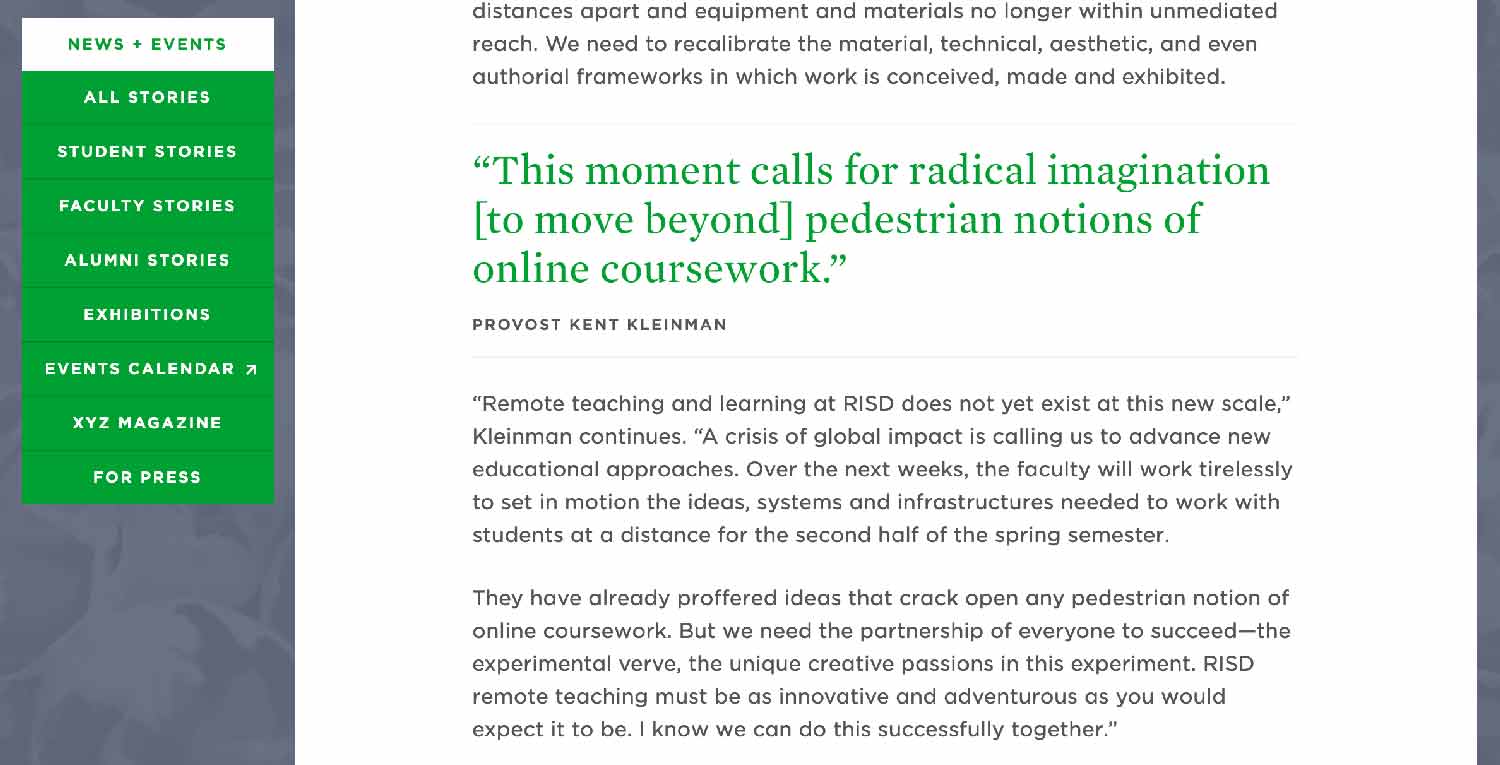 NEWS + EVENTS
ALL STORIES
STUDENT STORIES
FACULTY STORIES
ALUMNI STORIES
EXHIBITIONS
EVENTS CALENDAR
XYZ MAGAZINE
FOR PRESS
distances apart and equipment and materials no longer within unmediated
reach. We need to recalibrate the material, technical, aesthetic, and even
authorial frameworks in which work is conceived, made and exhibited.
“This moment calls for radical imagination
[to move beyond] pedestrian notions of
online coursework.”
PROVOST KENT KLEINMAN
“Remote teaching and learning at RISD does not yet exist at this new scale,”
Kleinman continues. “A crisis of global impact is calling us to advance new
educational approaches. Over the next weeks, the faculty will work tirelessly
to set in motion the ideas, systems and infrastructures needed to work with
students at a distance for the second half of the spring semester.
They have already proffered ideas that crack open any pedestrian notion of
online coursework. But we need the partnership of everyone to succeed—the
experimental verve, the unique creative passions in this experiment. RISD
remote teaching must be as innovative and adventurous as you would
expect it to be. I know we can do this successfully together.”